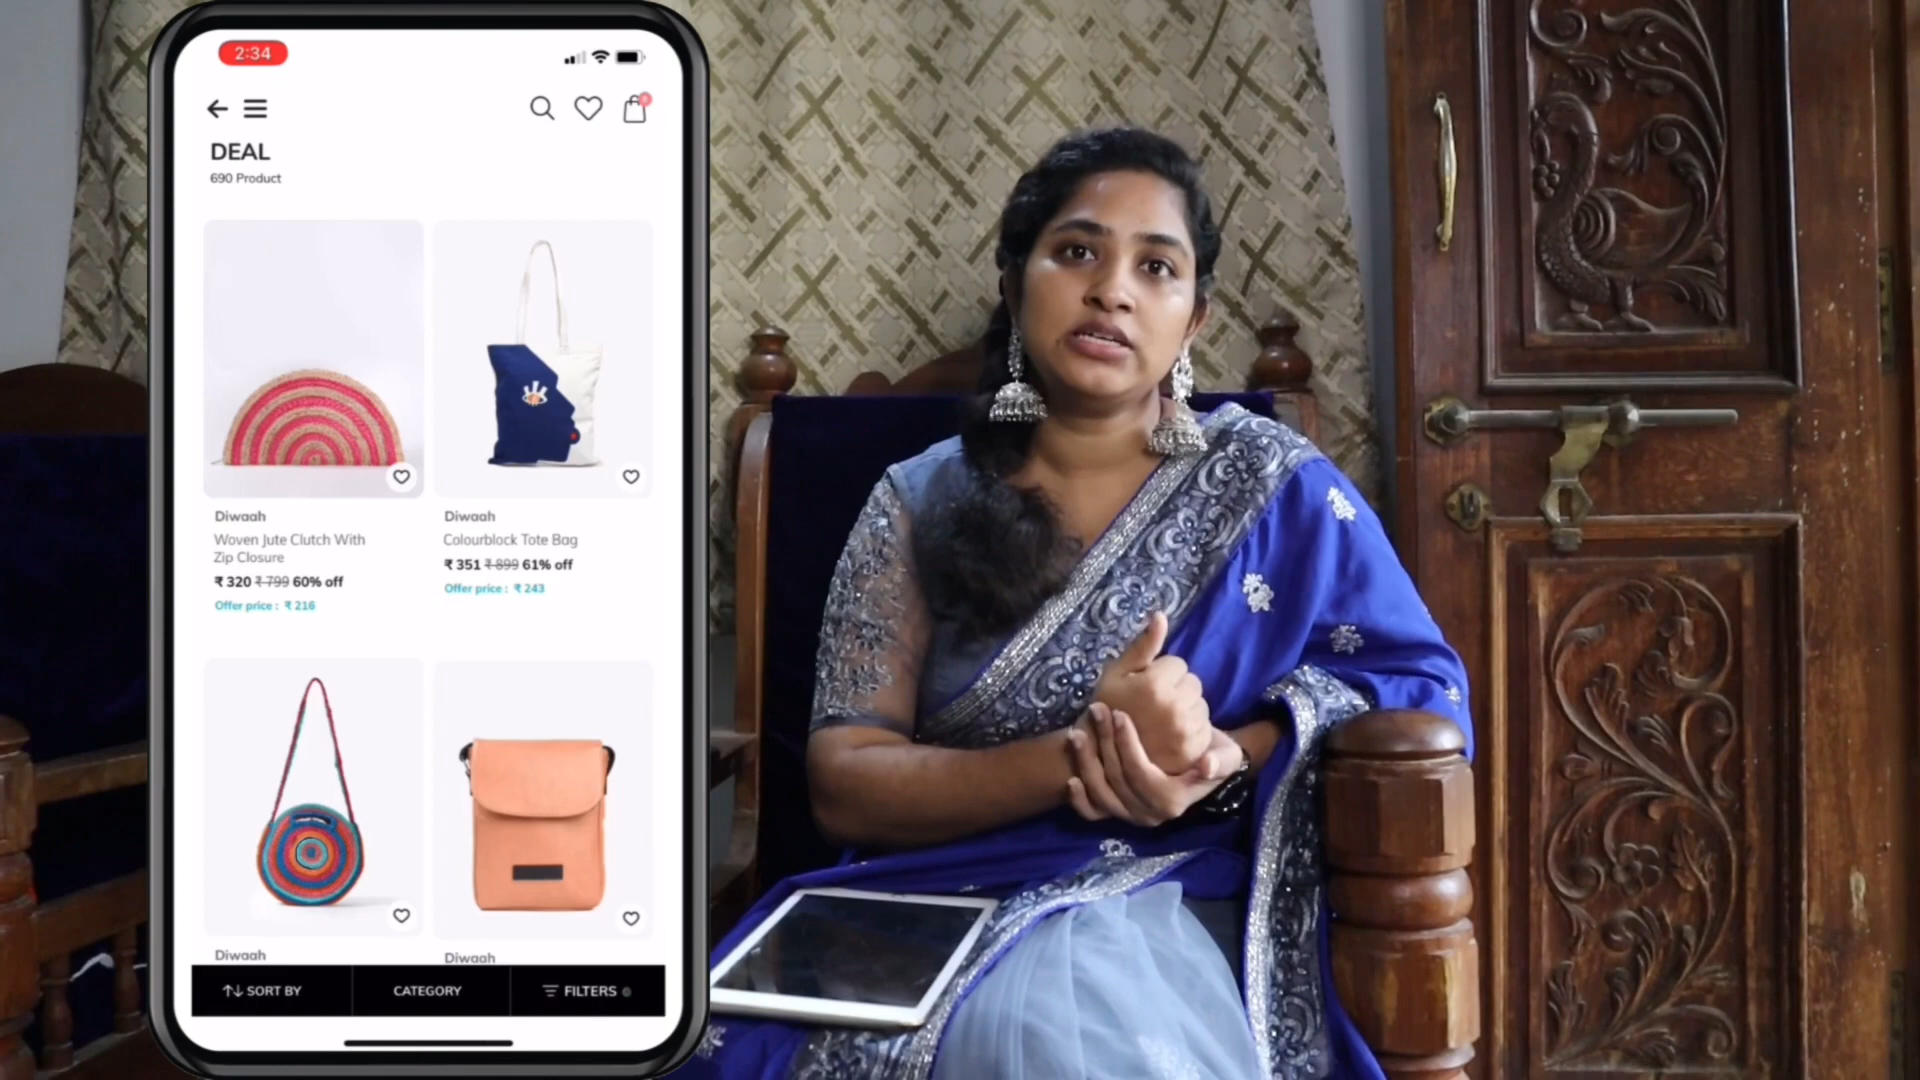 2:34
DEAL
690 Product
Diwaah
Woven Jute Clutch With
Zip Closure
₹ 320 ₹ 799 60% off
Offer price : ₹ 216
Diwaah
Colourblock Tote Bag
₹ 351 ₹ 899 61% off
Offer price : ₹ 243
Diwaah
Diwaah
SORT BY
CATEGORY
FILTERS